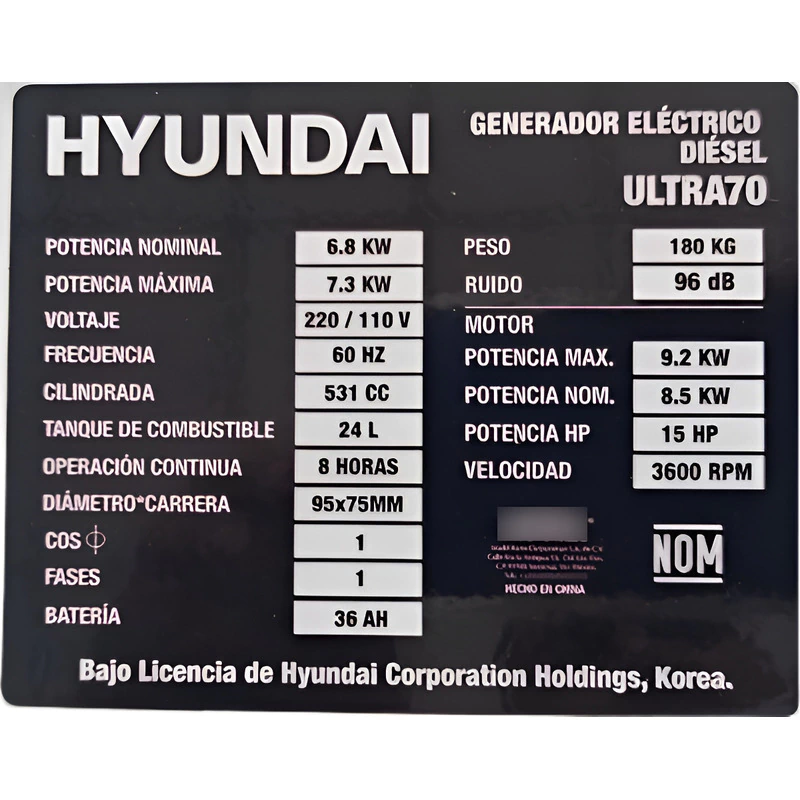 HYUNDAI
GENERADOR ELÉCTRICO
DIÉSEL
ULTRA70
POTENCIA NOMINAL 6.8 KW
POTENCIA MÁXIMA 7.3 KW
VOLTAJE 220 / 110 V
FRECUENCIA 60 HZ
CILINDRADA 531 CC
TANQUE DE COMBUSTIBLE 24 L
OPERACIÓN CONTINUA 8 HORAS
DIÁMETRO*CARRERA 95x75MM
COS ϕ 1
FASES 1
BATERÍA 36 AH
PESO 180 KG
RUIDO 96 dB
MOTOR
POTENCIA MAX. 9.2 KW
POTENCIA NOM. 8.5 KW
POTENCIA HP 15 HP
VELOCIDAD 3600 RPM
HECHO EN CHINA
NOM
Bajo Licencia de Hyundai Corporation Holdings, Korea.